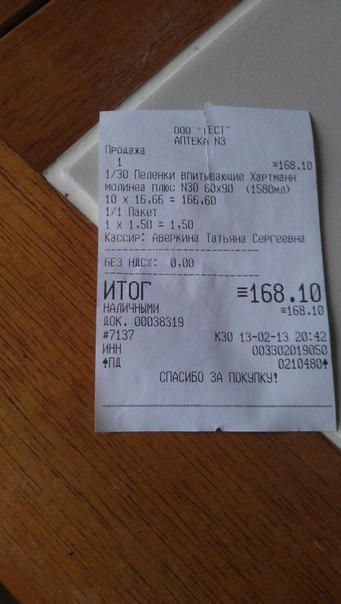 ООО "ТЕСТ"
АПТЕКА N3
Продажа
1 ≡168.10
1/30 Пеленки впитывающие Хартманн
молинеа плюс N30 60x90 (1580мл)
10 x 16,66 = 166,60
1/1 Пакет
1 x 1,50 = 1,50
Кассир: Аверкина Татьяна Сергеевна
БЕЗ НДС%: 0,00
ИТОГ ≡168.10
НАЛИЧНЫМИ ≡168.10
ДОК. 00038319
#7137 К30 13-02-13 20:42
ИНН 003302019050
ПД 0210480
СПАСИБО ЗА ПОКУПКУ!